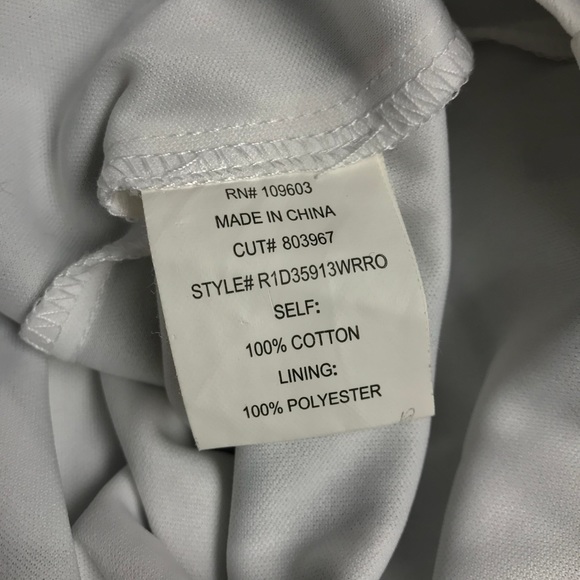 RN# 109603
MADE IN CHINA
CUT# 803967
STYLE# R1D35913WRRO
SELF:
100% COTTON
LINING:
100% POLYESTER